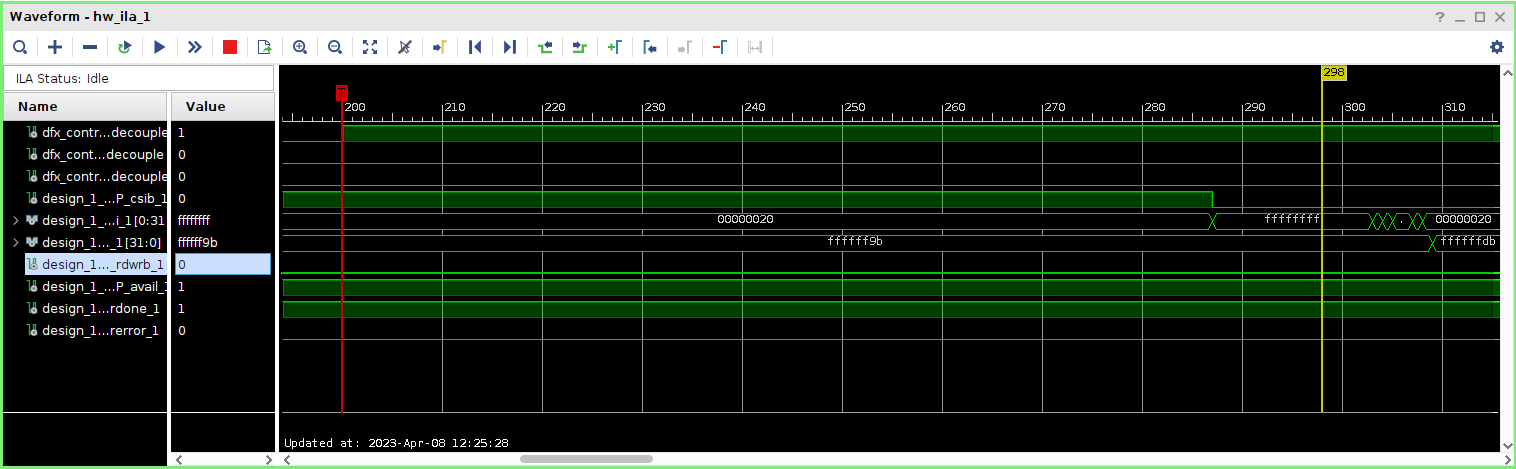 Waveform - hw_ila_1
? _ □ ×
ILA Status: Idle
Name Value
298
T
200 210 220 230 240 250 260 270 280 290 300 310
dfx_contr...decouple 1
dfx_cont...decouple 0
dfx_contr...decouple 0
design_1_...P_csib_1 0
design_1_...i_1[0:31 ffffffff 00000020 ffffffff . 00000020
design_1..._1[31:0] ffffff9b ffffff9b ffffffdb
design_1..._rdwrb_1 0
design_1...P_avail_1 1
design_1...rdone_1 1
design_1...rerror_1 0
Updated at: 2023-Apr-08 12:25:28